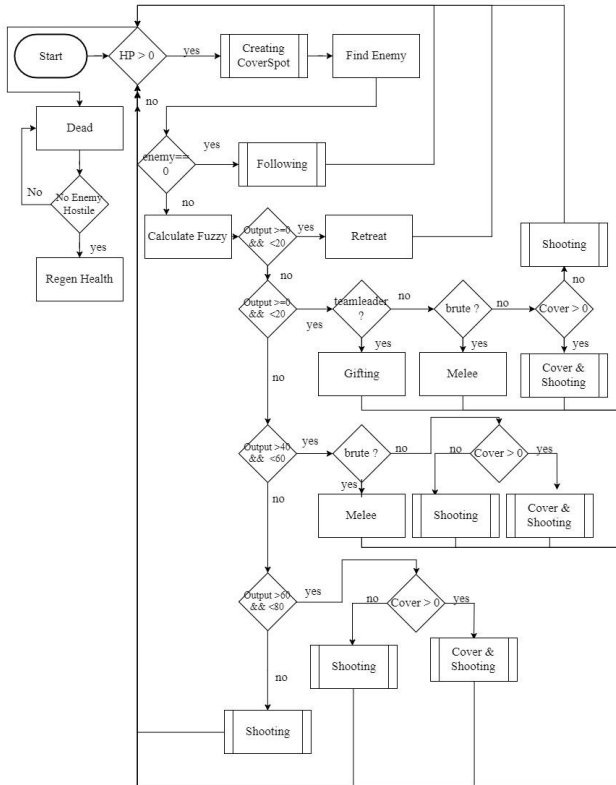 Start
HP > 0
yes
Creating
CoverSpot
Find Enemy
no
Dead
enemy==
0
yes
Following
No
No Enemy
Hostile
no
yes
Regen Health
Calculate Fuzzy
Output >=0
&& <20
yes
Retreat
Shooting
no
no
Output >=0
&& <20
yes
teamleader
?
no
brute ?
no
Cover > 0
yes
yes
yes
Gifting
Melee
Cover &
Shooting
no
Output >40
&& <60
yes
brute ?
no
no
Cover > 0
yes
yes
Melee
Shooting
Cover &
Shooting
no
Output >60
&& <80
yes
no
Cover > 0
yes
Shooting
Cover &
Shooting
no
Shooting